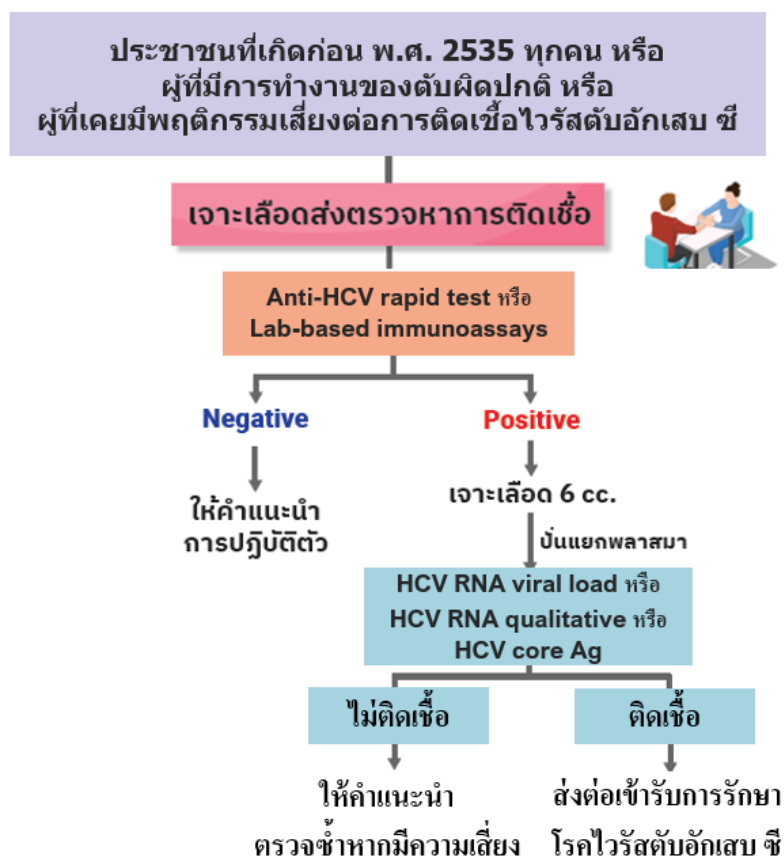 ประชาชนที่เกิดก่อน พ.ศ. 2535 ทุกคน หรือ
ผู้ที่มีการทำงานของตับผิดปกติ หรือ
ผู้ที่เคยมีพฤติกรรมเสี่ยงต่อการติดเชื้อไวรัสตับอักเสบ ซี
เจาะเลือดส่งตรวจหาการติดเชื้อ
Anti-HCV rapid test หรือ
Lab-based immunoassays
Negative
Positive
ให้คำแนะนำ
การปฏิบัติตัว
เจาะเลือด 6 cc.
ปั่นแยกพลาสมา
HCV RNA viral load หรือ
HCV RNA qualitative หรือ
HCV core Ag
ไม่ติดเชื้อ
ติดเชื้อ
ให้คำแนะนำ
ตรวจซ้ำหากมีความเสี่ยง
ส่งต่อเข้ารับการรักษา
โรคไวรัสตับอักเสบ ซี